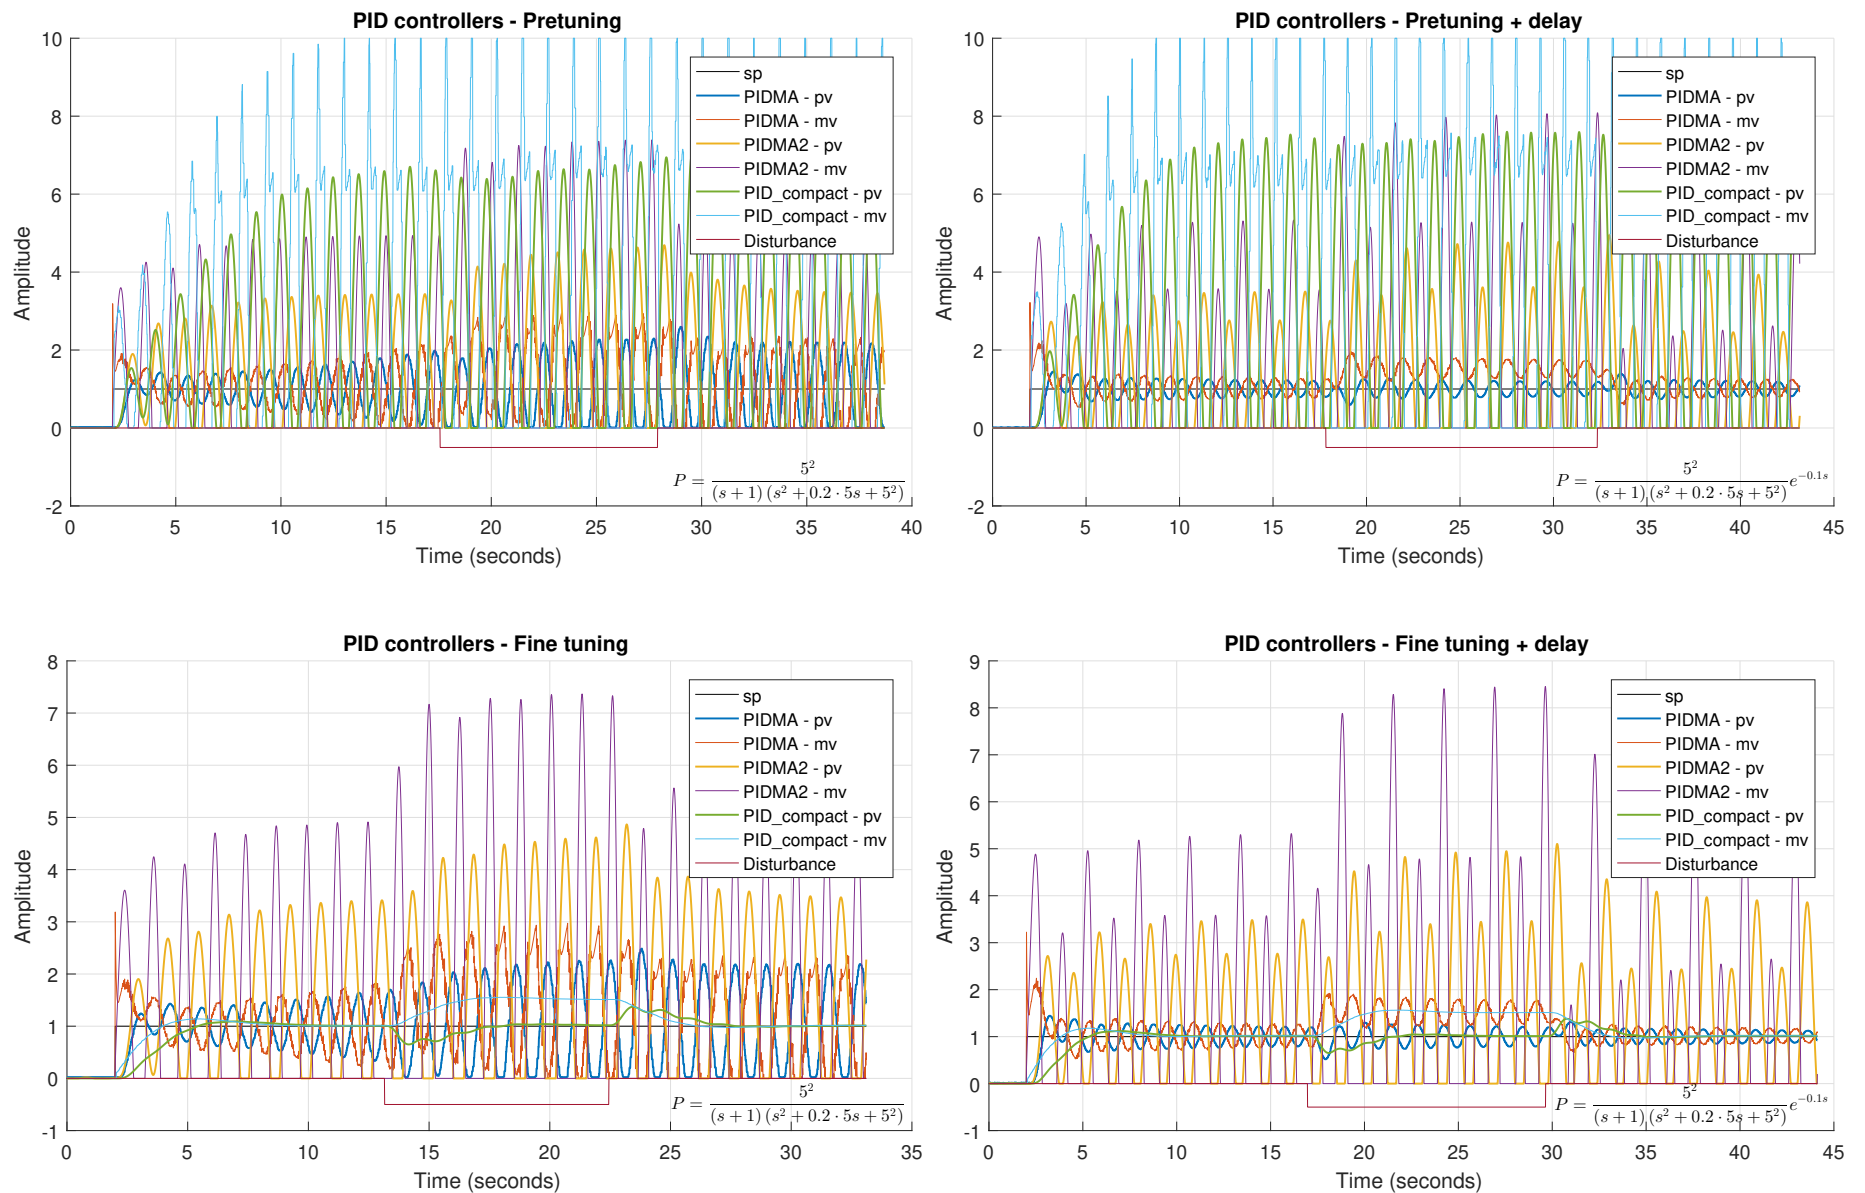 PID controllers - Pretuning
Amplitude
10
8
6
4
2
0
-2
0 5 10 15 20 25 30 35 40
Time (seconds)
sp
PIDMA - pv
PIDMA - mv
PIDMA2 - pv
PIDMA2 - mv
PID_compact - pv
PID_compact - mv
Disturbance
P = 5^2 / ((s + 1)(s^2 + 0.2 · 5s + 5^2))
PID controllers - Pretuning + delay
Amplitude
10
8
6
4
2
0
-2
0 5 10 15 20 25 30 35 40 45
Time (seconds)
sp
PIDMA - pv
PIDMA - mv
PIDMA2 - pv
PIDMA2 - mv
PID_compact - pv
PID_compact - mv
Disturbance
P = 5^2 / ((s + 1)(s^2 + 0.2 · 5s + 5^2)) e^{-0.1s}
PID controllers - Fine tuning
Amplitude
8
7
6
5
4
3
2
1
0
-1
0 5 10 15 20 25 30 35
Time (seconds)
sp
PIDMA - pv
PIDMA - mv
PIDMA2 - pv
PIDMA2 - mv
PID_compact - pv
PID_compact - mv
Disturbance
P = 5^2 / ((s + 1)(s^2 + 0.2 · 5s + 5^2))
PID controllers - Fine tuning + delay
Amplitude
9
8
7
6
5
4
3
2
1
0
-1
0 5 10 15 20 25 30 35 40 45
Time (seconds)
sp
PIDMA - pv
PIDMA - mv
PIDMA2 - pv
PIDMA2 - mv
PID_compact - pv
PID_compact - mv
Disturbance
P = 5^2 / ((s + 1)(s^2 + 0.2 · 5s + 5^2)) e^{-0.1s}